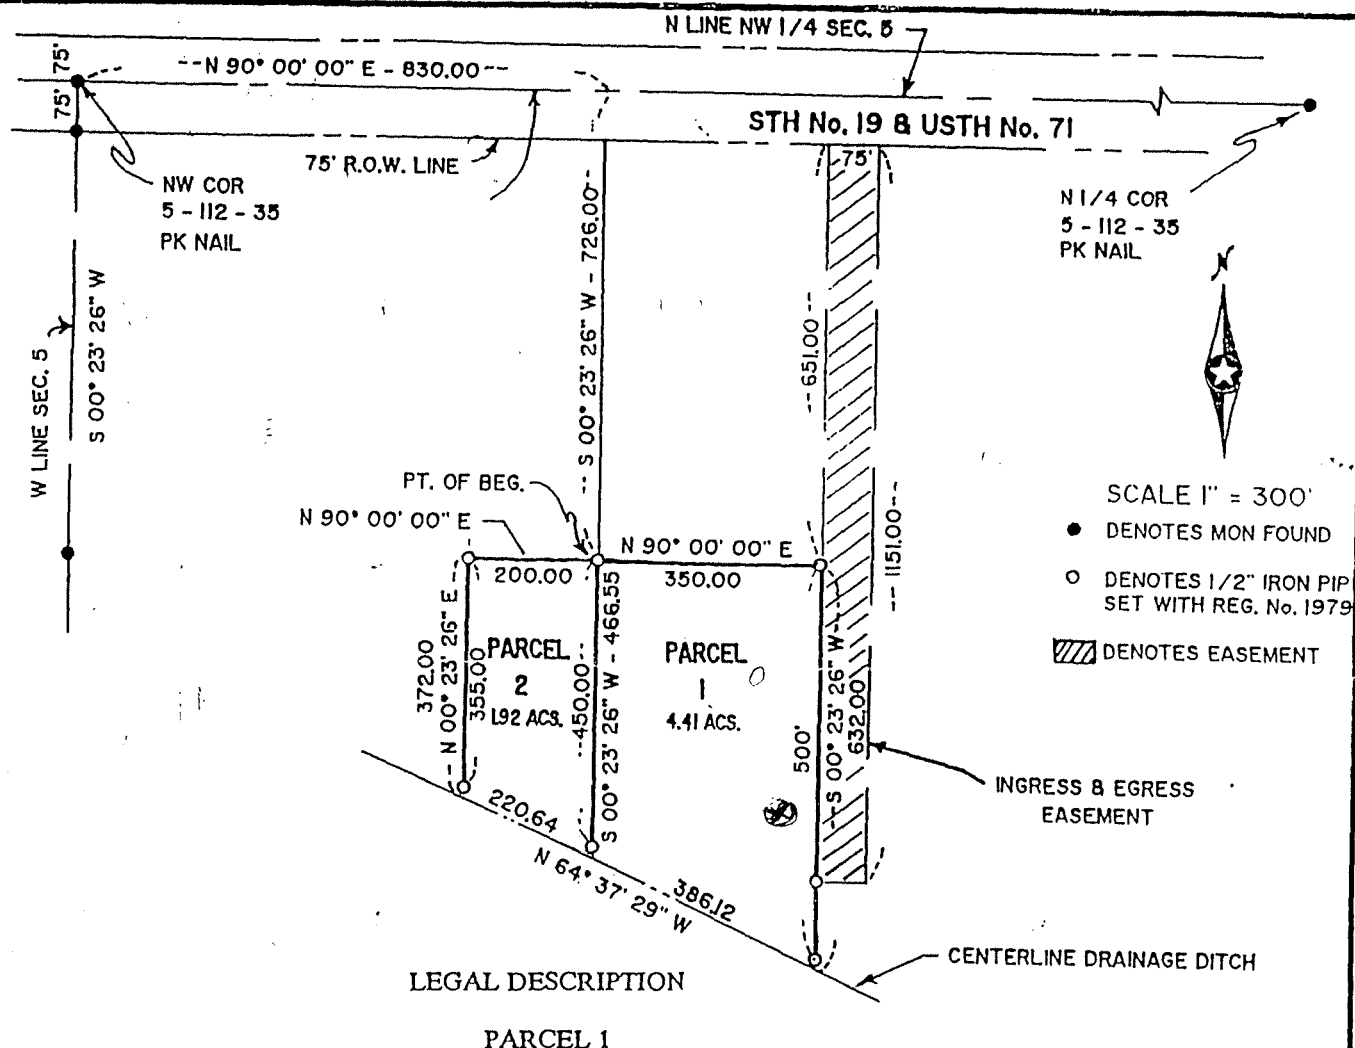 N LINE NW 1/4 SEC. 5
75'
75'
--N 90° 00' 00" E - 830.00--
STH No. 19 & USTH No. 71
75' R.O.W. LINE
75'
NW COR
5 - 112 - 35
PK NAIL
N 1/4 COR
5 - 112 - 35
PK NAIL
N
W LINE SEC. 5
S 00° 23' 26" W
-- S 00° 23' 26" W - 726.00--
--651.00--
--1151.00--
PT. OF BEG.
N 90° 00' 00" E
200.00
N 90° 00' 00" E
350.00
SCALE 1" = 300'
DENOTES MON FOUND
DENOTES 1/2" IRON PIP
SET WITH REG. No. 1979
DENOTES EASEMENT
372.00
- N 00° 23' 26" E
355.00
PARCEL
2
1.92 ACS.
--450.00--
S 00° 23' 26" W - 466.55
PARCEL
1
4.41 ACS.
500'
--S 00° 23' 26" W--
632.00
INGRESS & EGRESS
EASEMENT
220.64
N 64° 37' 29" W
386.12
CENTERLINE DRAINAGE DITCH
LEGAL DESCRIPTION
PARCEL 1